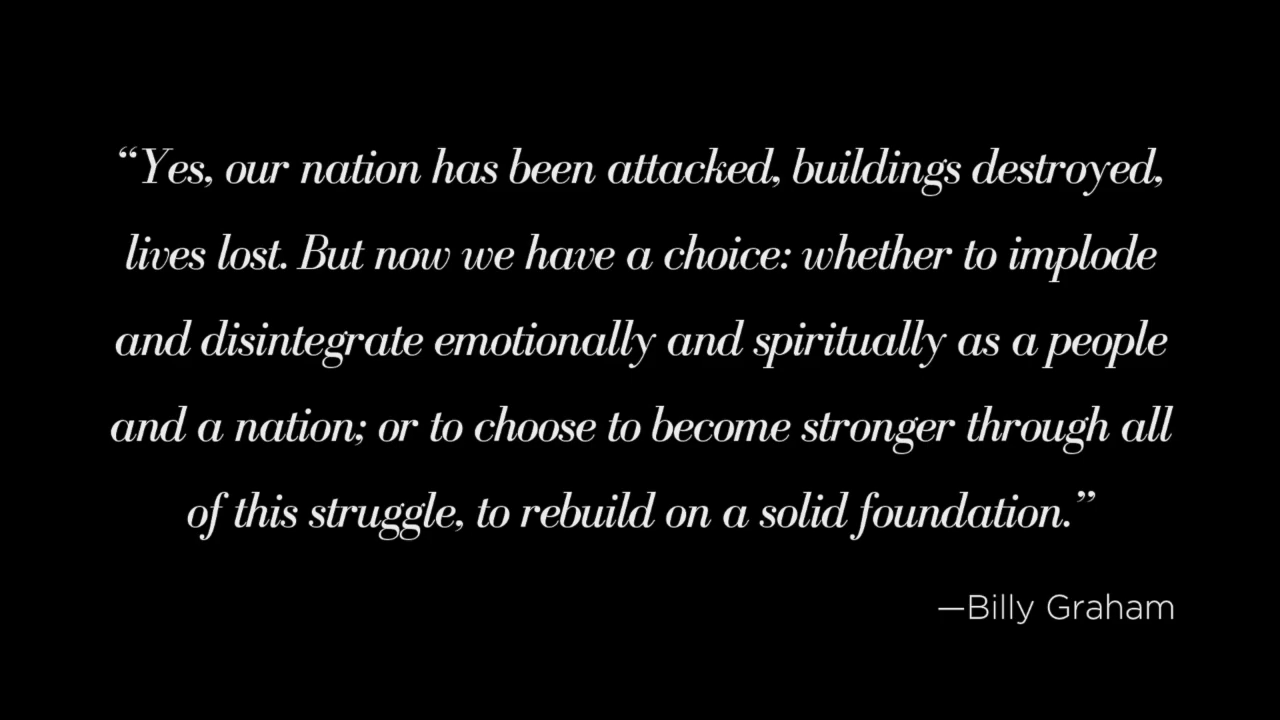 “Yes, our nation has been attacked, buildings destroyed,
lives lost. But now we have a choice: whether to implode
and disintegrate emotionally and spiritually as a people
and a nation; or to choose to become stronger through all
of this struggle, to rebuild on a solid foundation.”
—Billy Graham